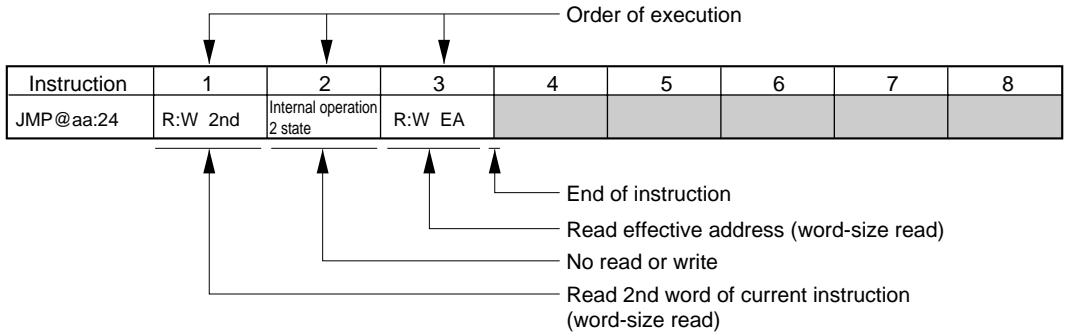 Order of execution
Instruction 1 2 3 4 5 6 7 8
JMP@aa:24 R:W 2nd Internal operation R:W EA
2 state
End of instruction
Read effective address (word-size read)
No read or write
Read 2nd word of current instruction
(word-size read)